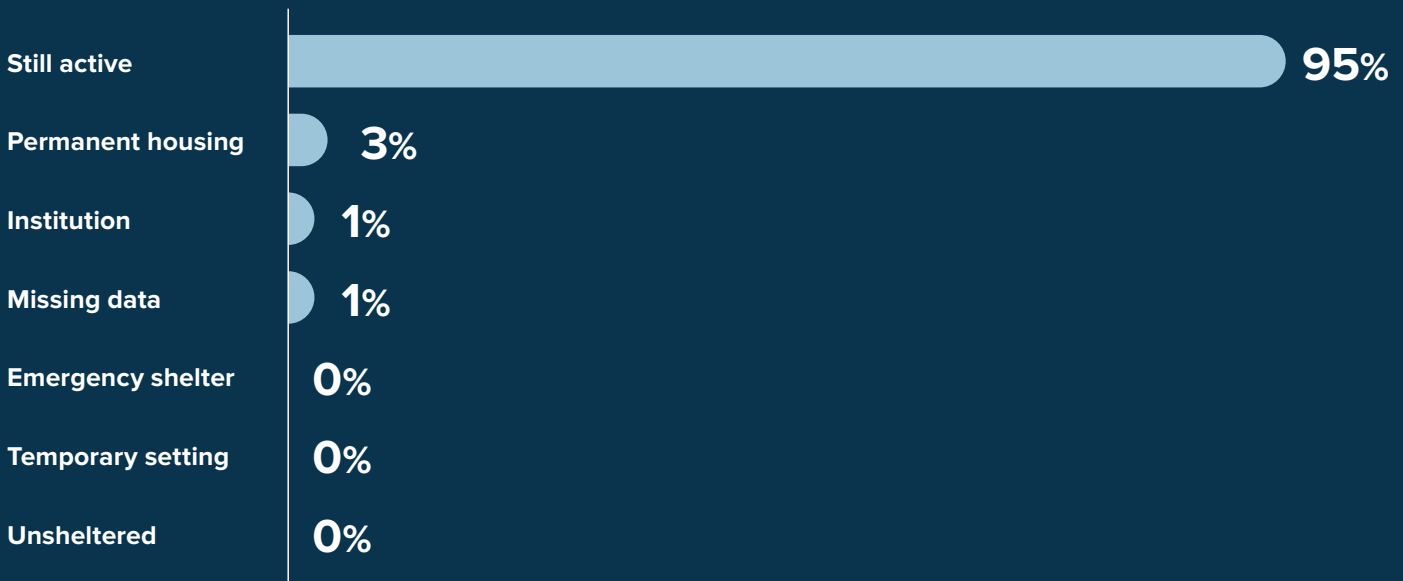 Still active 95%
Permanent housing 3%
Institution 1%
Missing data 1%
Emergency shelter 0%
Temporary setting 0%
Unsheltered 0%